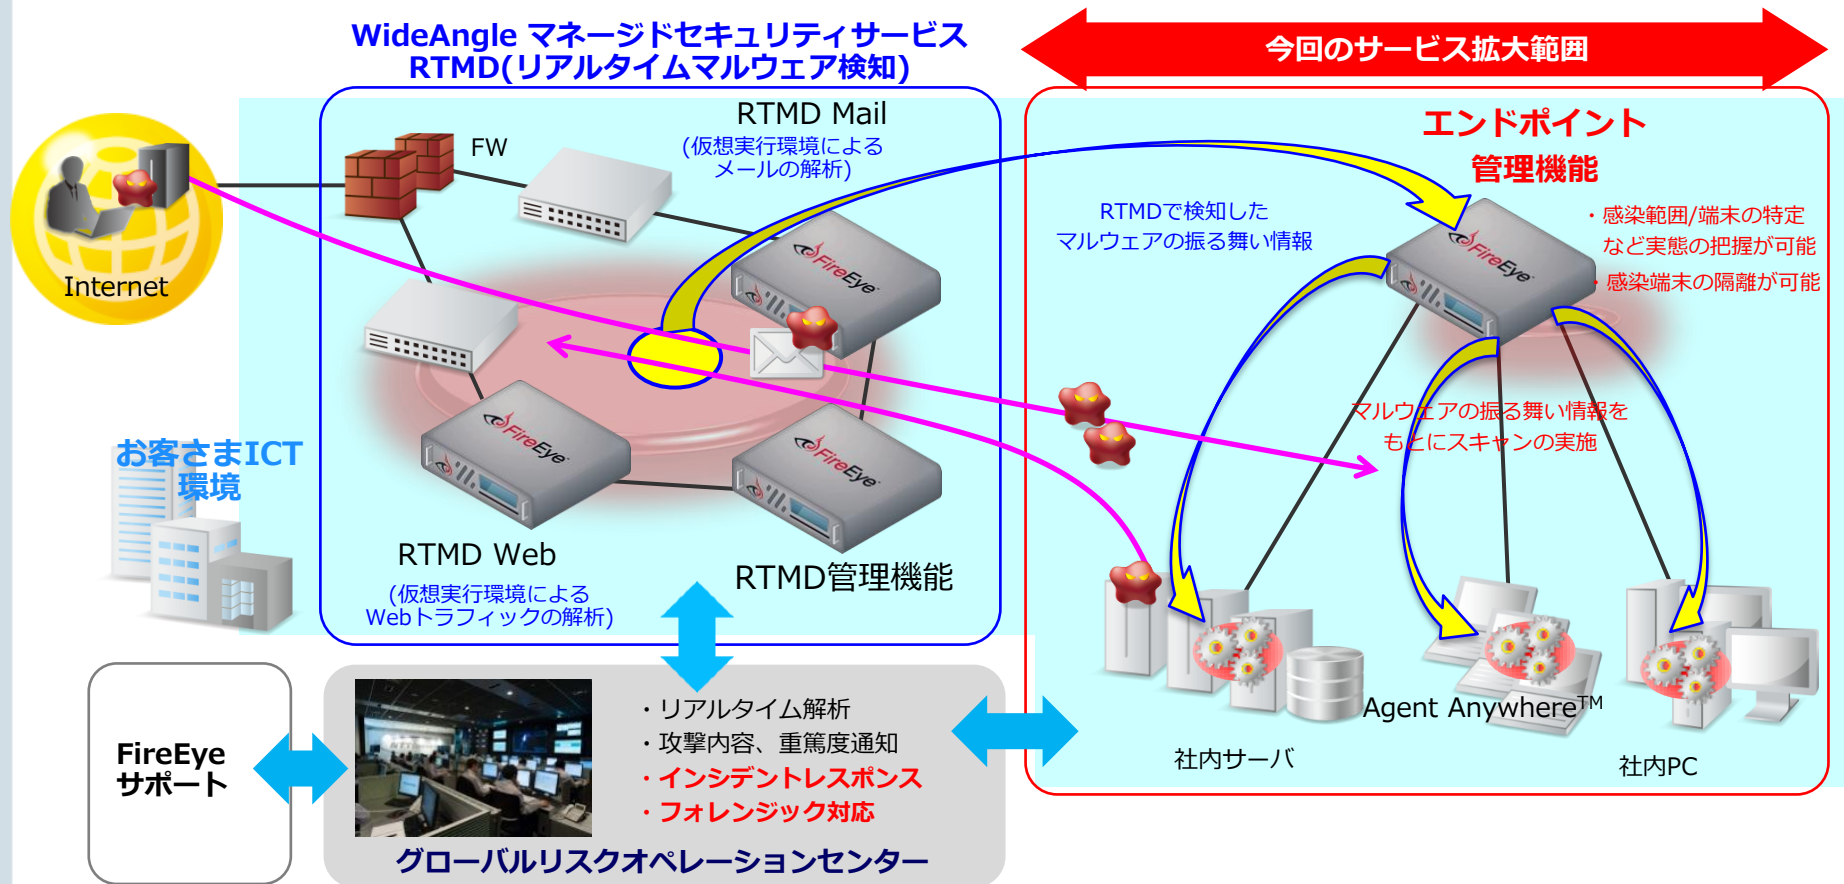 WideAngle マネージドセキュリティサービス
RTMD(リアルタイムマルウェア検知)
今回のサービス拡大範囲
RTMD Mail
(仮想実行環境による
メールの解析)
FW
エンドポイント
管理機能
RTMDで検知した
マルウェアの振る舞い情報
・感染範囲/端末の特定
など実態の把握が可能
・感染端末の隔離が可能
Internet
FireEye
FireEye
FireEye
FireEye
マルウェアの振る舞い情報を
もとにスキャンの実施
お客さまICT
環境
RTMD Web
(仮想実行環境による
Webトラフィックの解析)
RTMD管理機能
Agent Anywhere™
社内サーバ
社内PC
FireEye
サポート
・リアルタイム解析
・攻撃内容、重篤度通知
・インシデントレスポンス
・フォレンジック対応
グローバルリスクオペレーションセンター